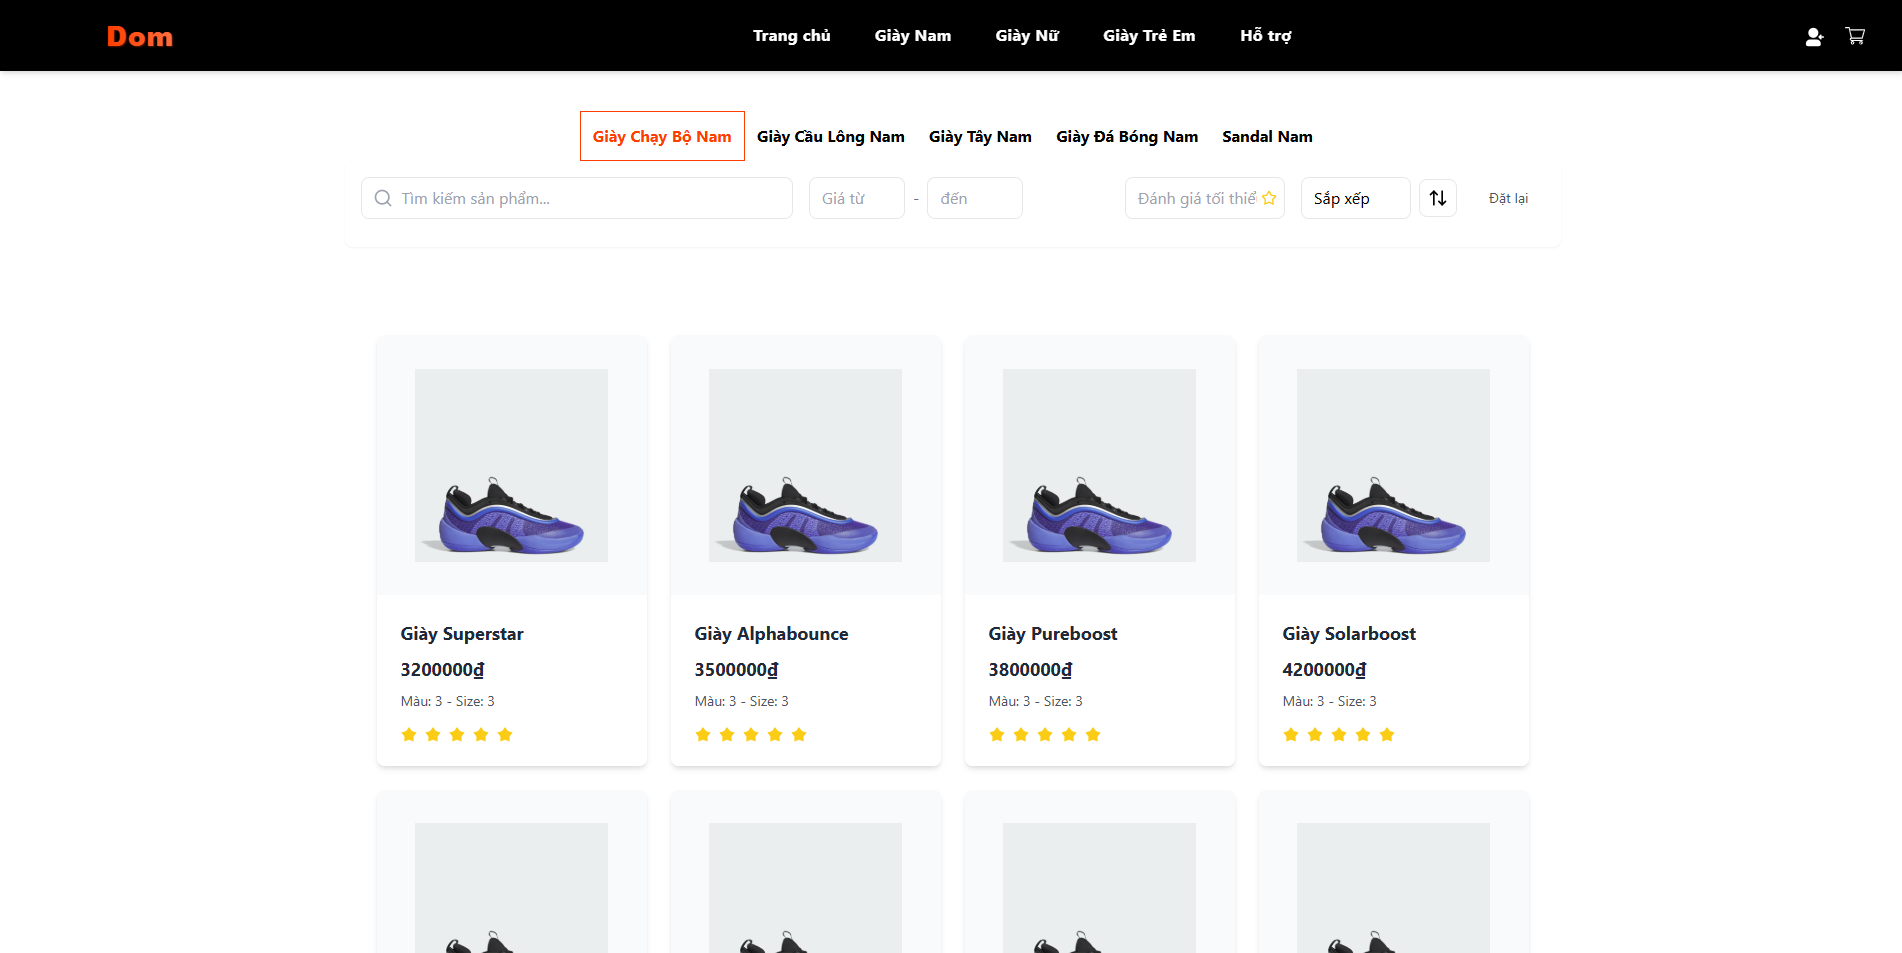 Dom
Trang chủ
Giày Nam
Giày Nữ
Giày Trẻ Em
Hỗ trợ
Giày Chạy Bộ Nam
Giày Cầu Lông Nam
Giày Tây Nam
Giày Đá Bóng Nam
Sandal Nam
Tìm kiếm sản phẩm...
Giá từ
-
đến
Đánh giá tối thiể
Sắp xếp
Đặt lại
Giày Superstar
3200000₫
Màu: 3 - Size: 3
Giày Alphabounce
3500000₫
Màu: 3 - Size: 3
Giày Pureboost
3800000₫
Màu: 3 - Size: 3
Giày Solarboost
4200000₫
Màu: 3 - Size: 3